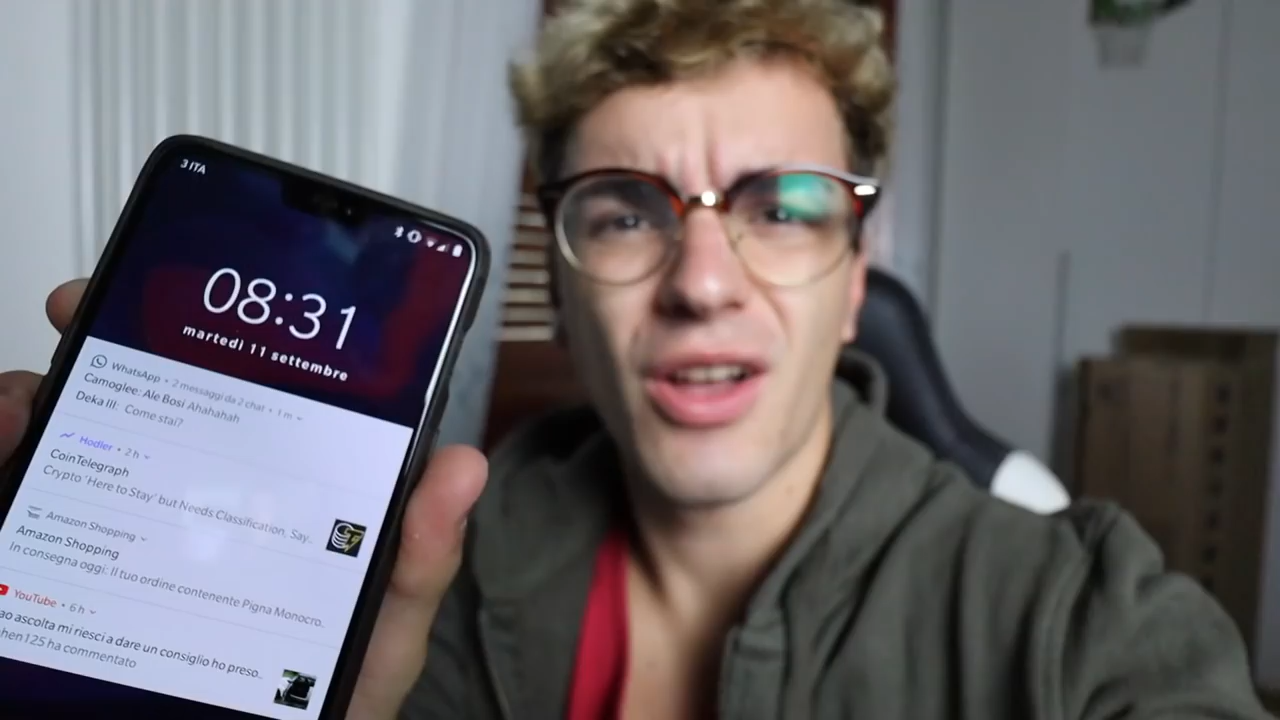 3 ITA
08:31
martedì 11 settembre
WhatsApp • 2 messaggi da 2 chat • 1 m
Camoglee: Ale Bosi Ahahahah
Deka III: Come stai?
Hodler • 2 h
CoinTelegraph
Crypto 'Here to Stay' but Needs Classification, Say..
Amazon Shopping
Amazon Shopping
In consegna oggi: Il tuo ordine contenente Pigna Monocro..
YouTube • 6 h
ao ascolta mi riesci a dare un consiglio ho preso..
hen125 ha commentato